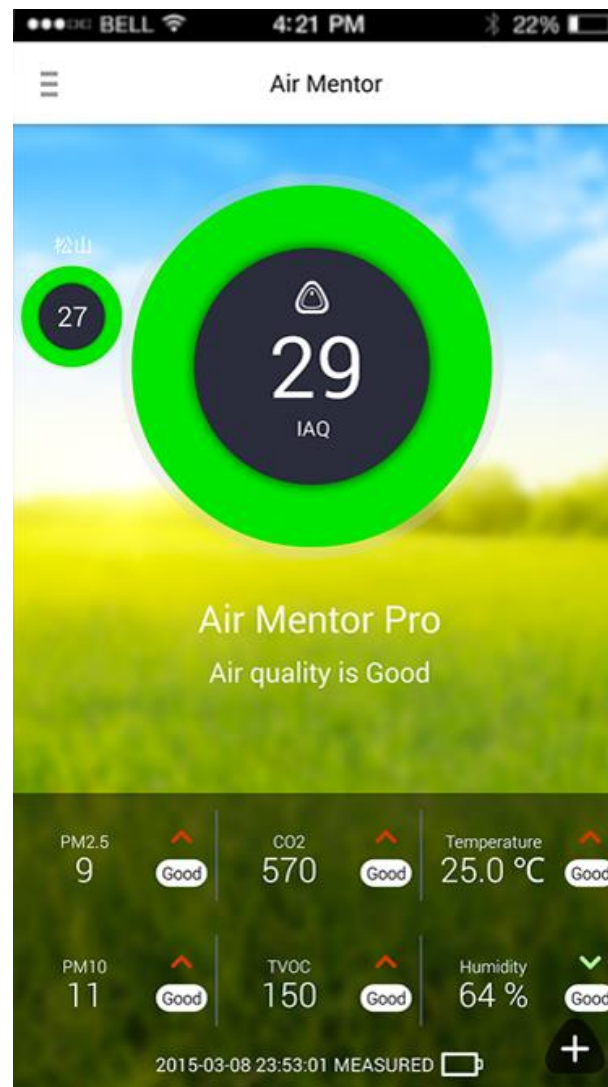 BELL 4:21 PM 22%
Air Mentor
松山
27
29
IAQ
Air Mentor Pro
Air quality is Good
PM2.5 CO2 Temperature
9 Good 570 Good 25.0 °C Good
PM10 TVOC Humidity
11 Good 150 Good 64 % Good
2015-03-08 23:53:01 MEASURED